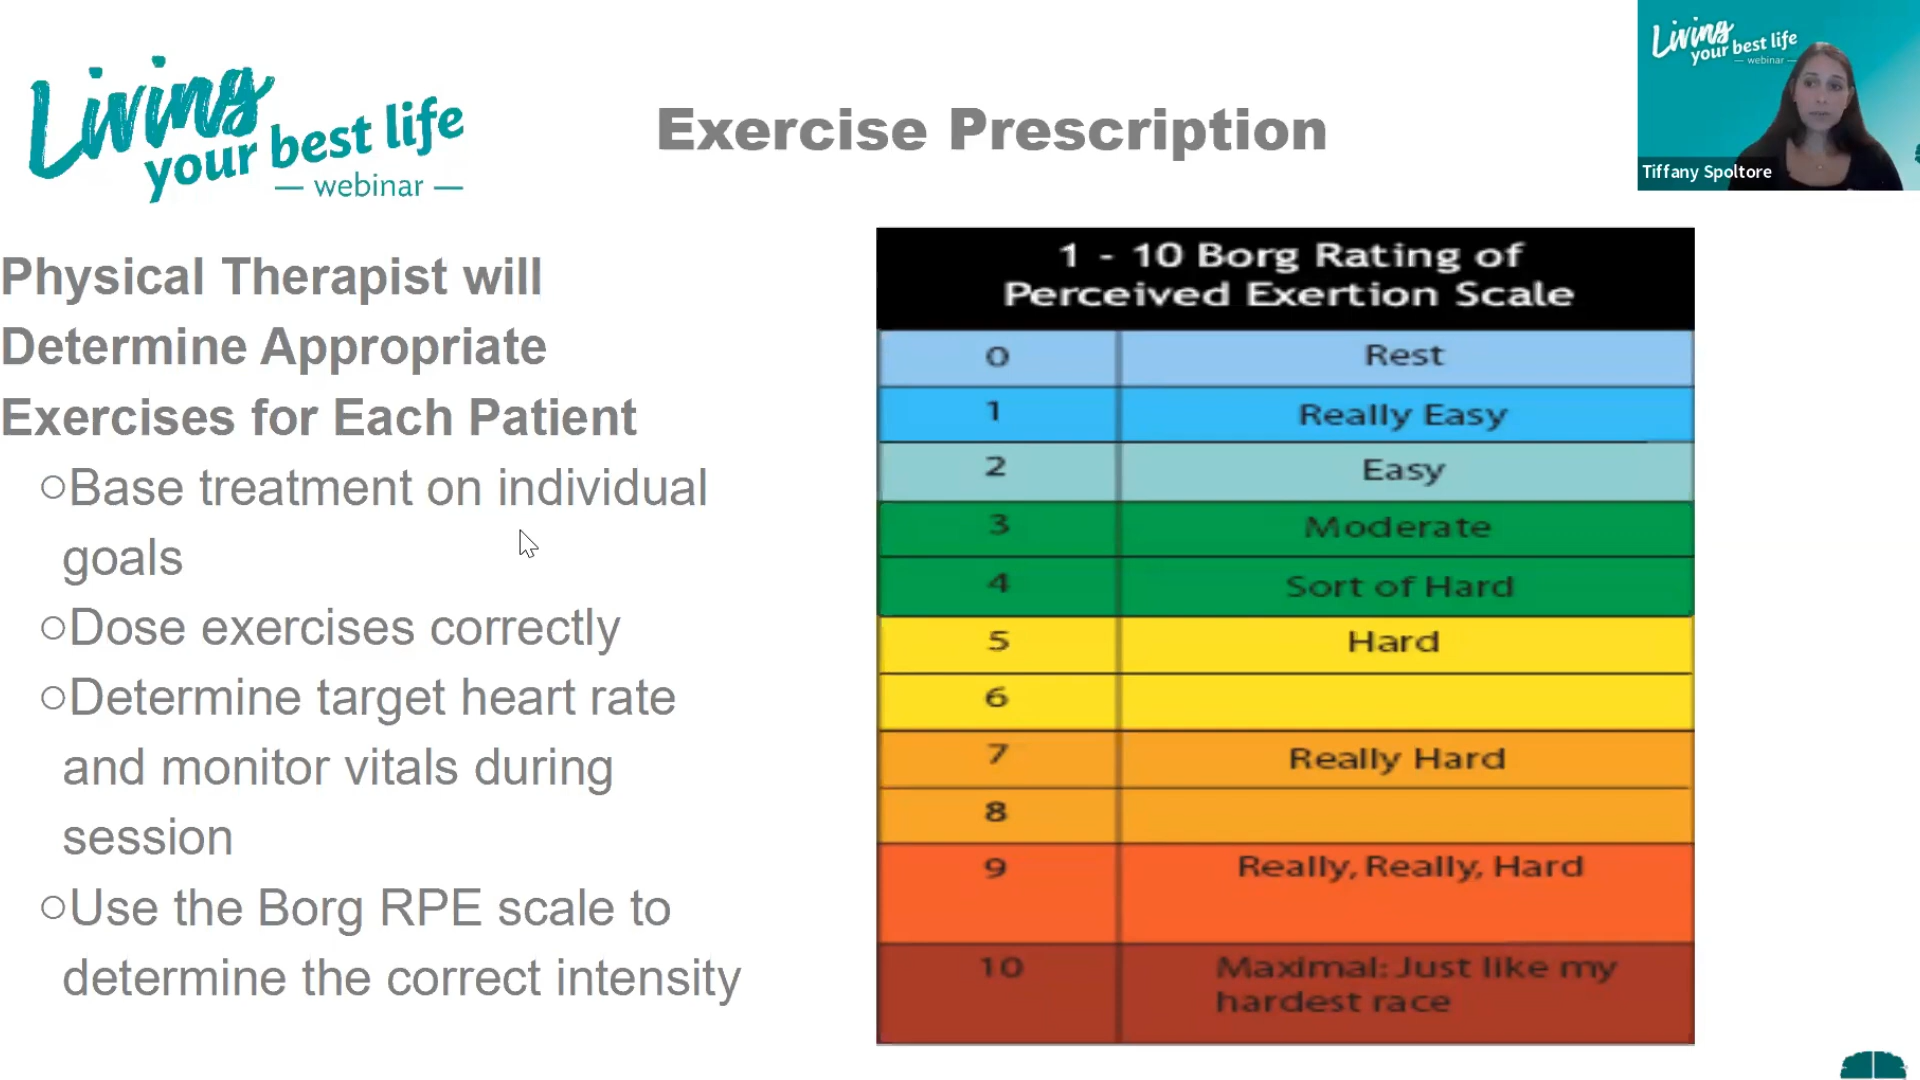 Living
your best life
— webinar —
Exercise Prescription
Living
your best life
— webinar —
Tiffany Spoltore
Physical Therapist will
Determine Appropriate
Exercises for Each Patient
○Base treatment on individual
goals
○Dose exercises correctly
○Determine target heart rate
and monitor vitals during
session
○Use the Borg RPE scale to
determine the correct intensity
1 - 10 Borg Rating of
Perceived Exertion Scale
0 Rest
1 Really Easy
2 Easy
3 Moderate
4 Sort of Hard
5 Hard
6
7 Really Hard
8
9 Really, Really, Hard
10 Maximal: Just like my
hardest race